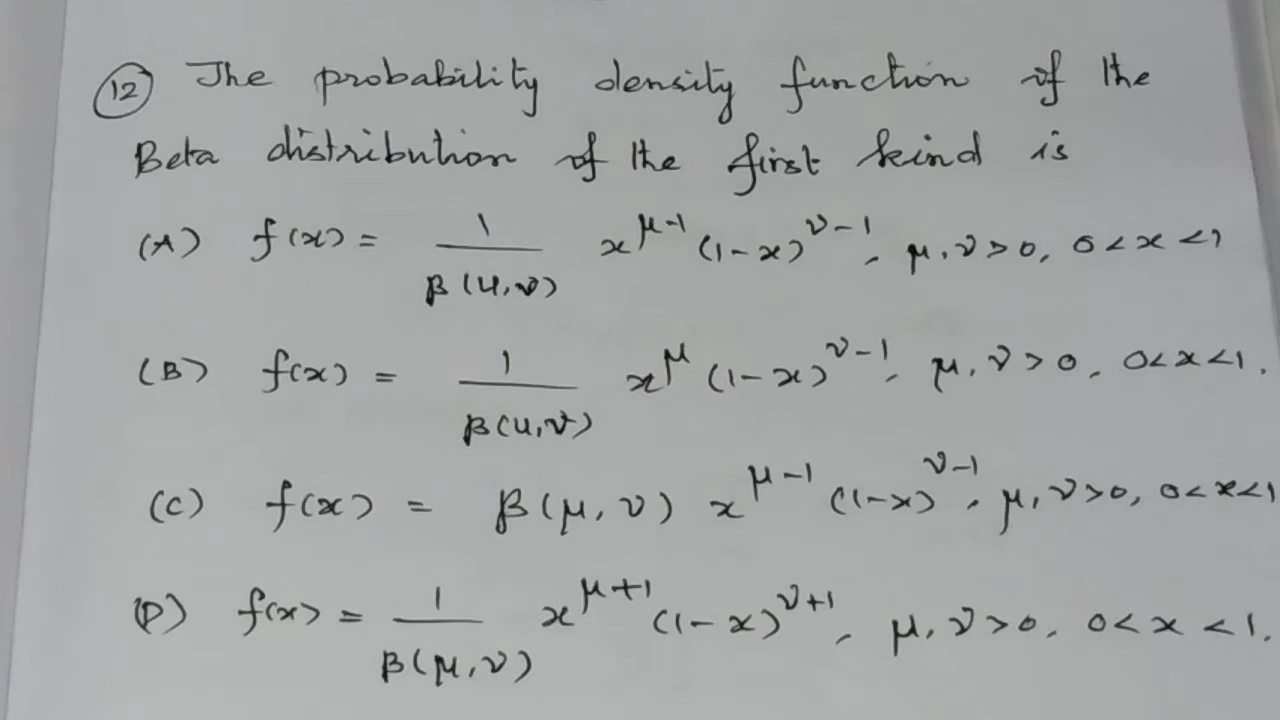 (12) The probability density function of the
Beta distribution of the first kind is
(A) f(x) = 1/β(μ,ν) x^{μ-1} (1-x)^{ν-1}, μ,ν>0, 0<x<1
(B) f(x) = 1/β(μ,ν) x^{μ} (1-x)^{ν-1}, μ,ν>0, 0<x<1.
(C) f(x) = β(μ,ν) x^{μ-1} (1-x)^{ν-1}, μ,ν>0, 0<x<1
(D) f(x) = 1/β(μ,ν) x^{μ+1} (1-x)^{ν+1}, μ,ν>0, 0<x<1.